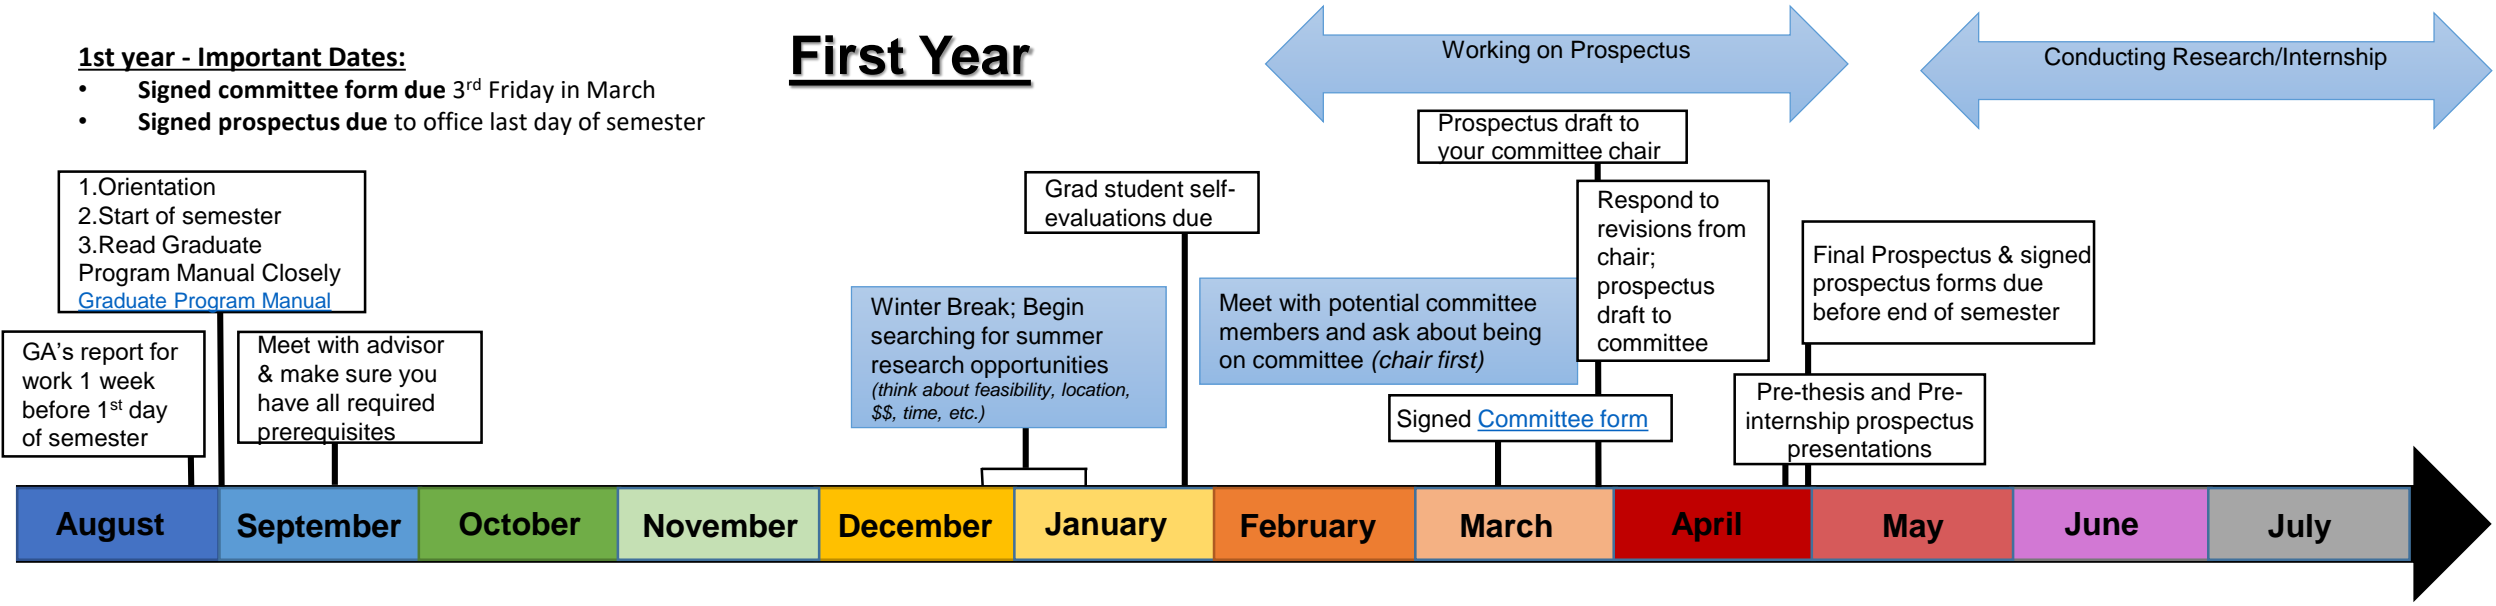 First Year
1st year - Important Dates:
• Signed committee form due 3rd Friday in March
• Signed prospectus due to office last day of semester
Working on Prospectus
Conducting Research/Internship
1.Orientation
2.Start of semester
3.Read Graduate
Program Manual Closely
Graduate Program Manual
GA’s report for
work 1 week
before 1st day
of semester
Meet with advisor
& make sure you
have all required
prerequisites
Winter Break; Begin
searching for summer
research opportunities
(think about feasibility, location,
$$, time, etc.)
Grad student self-
evaluations due
Meet with potential committee
members and ask about being
on committee (chair first)
Prospectus draft to
your committee chair
Signed Committee form
Respond to
revisions from
chair;
prospectus
draft to
committee
Pre-thesis and Pre-
internship prospectus
presentations
Final Prospectus & signed
prospectus forms due
before end of semester
August
September
October
November
December
January
February
March
April
May
June
July